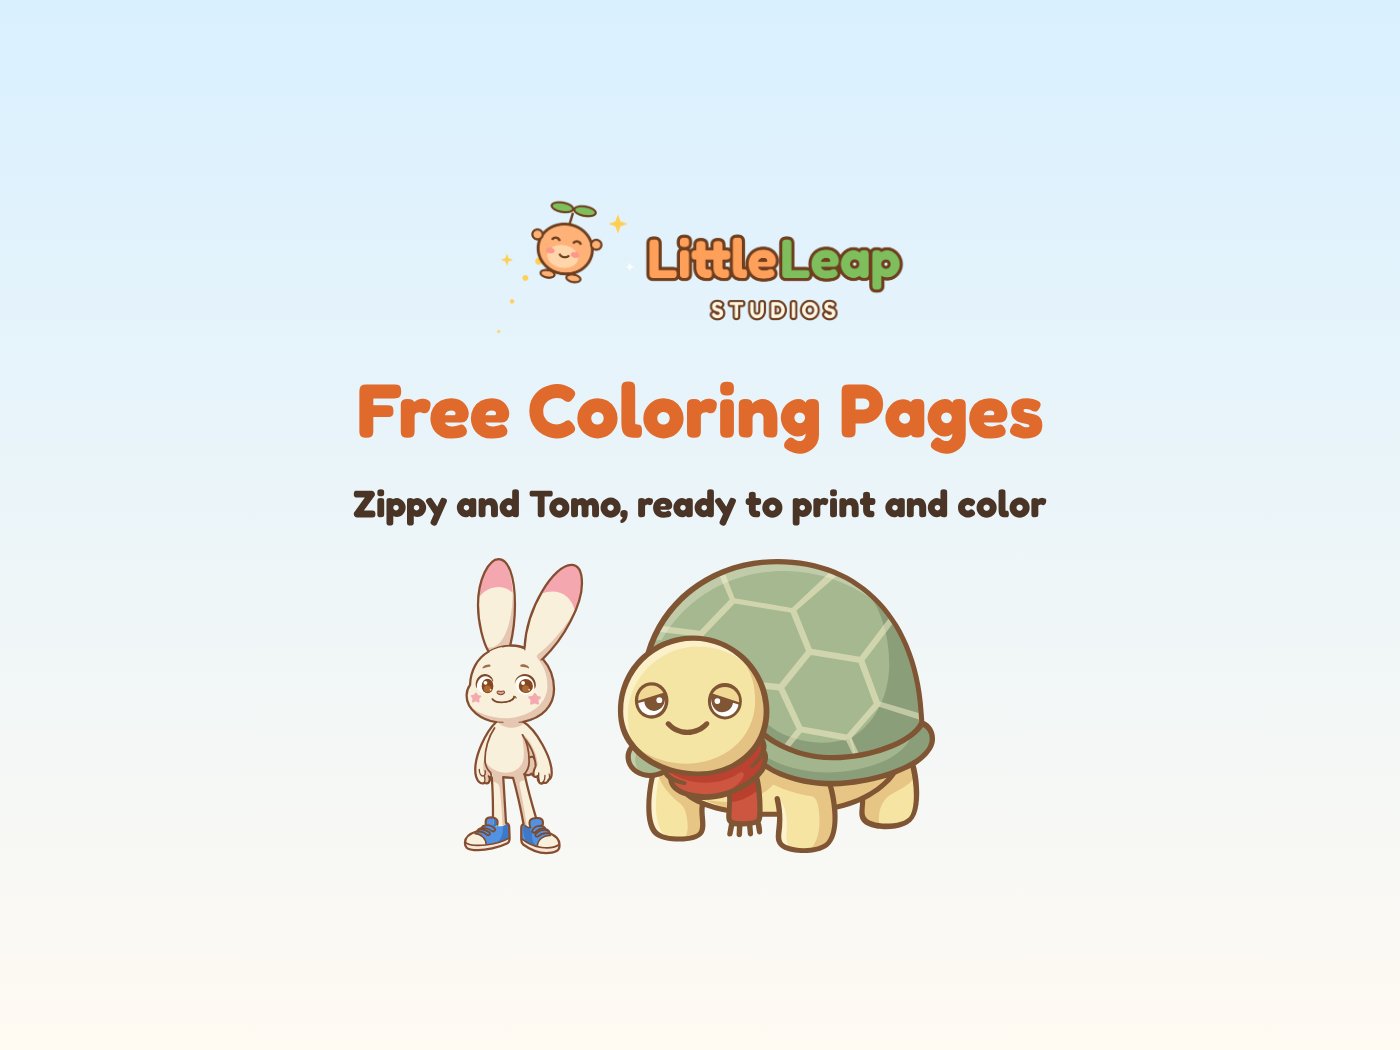 LittleLeap
STUDIOS
Free Coloring Pages
Zippy and Tomo, ready to print and color